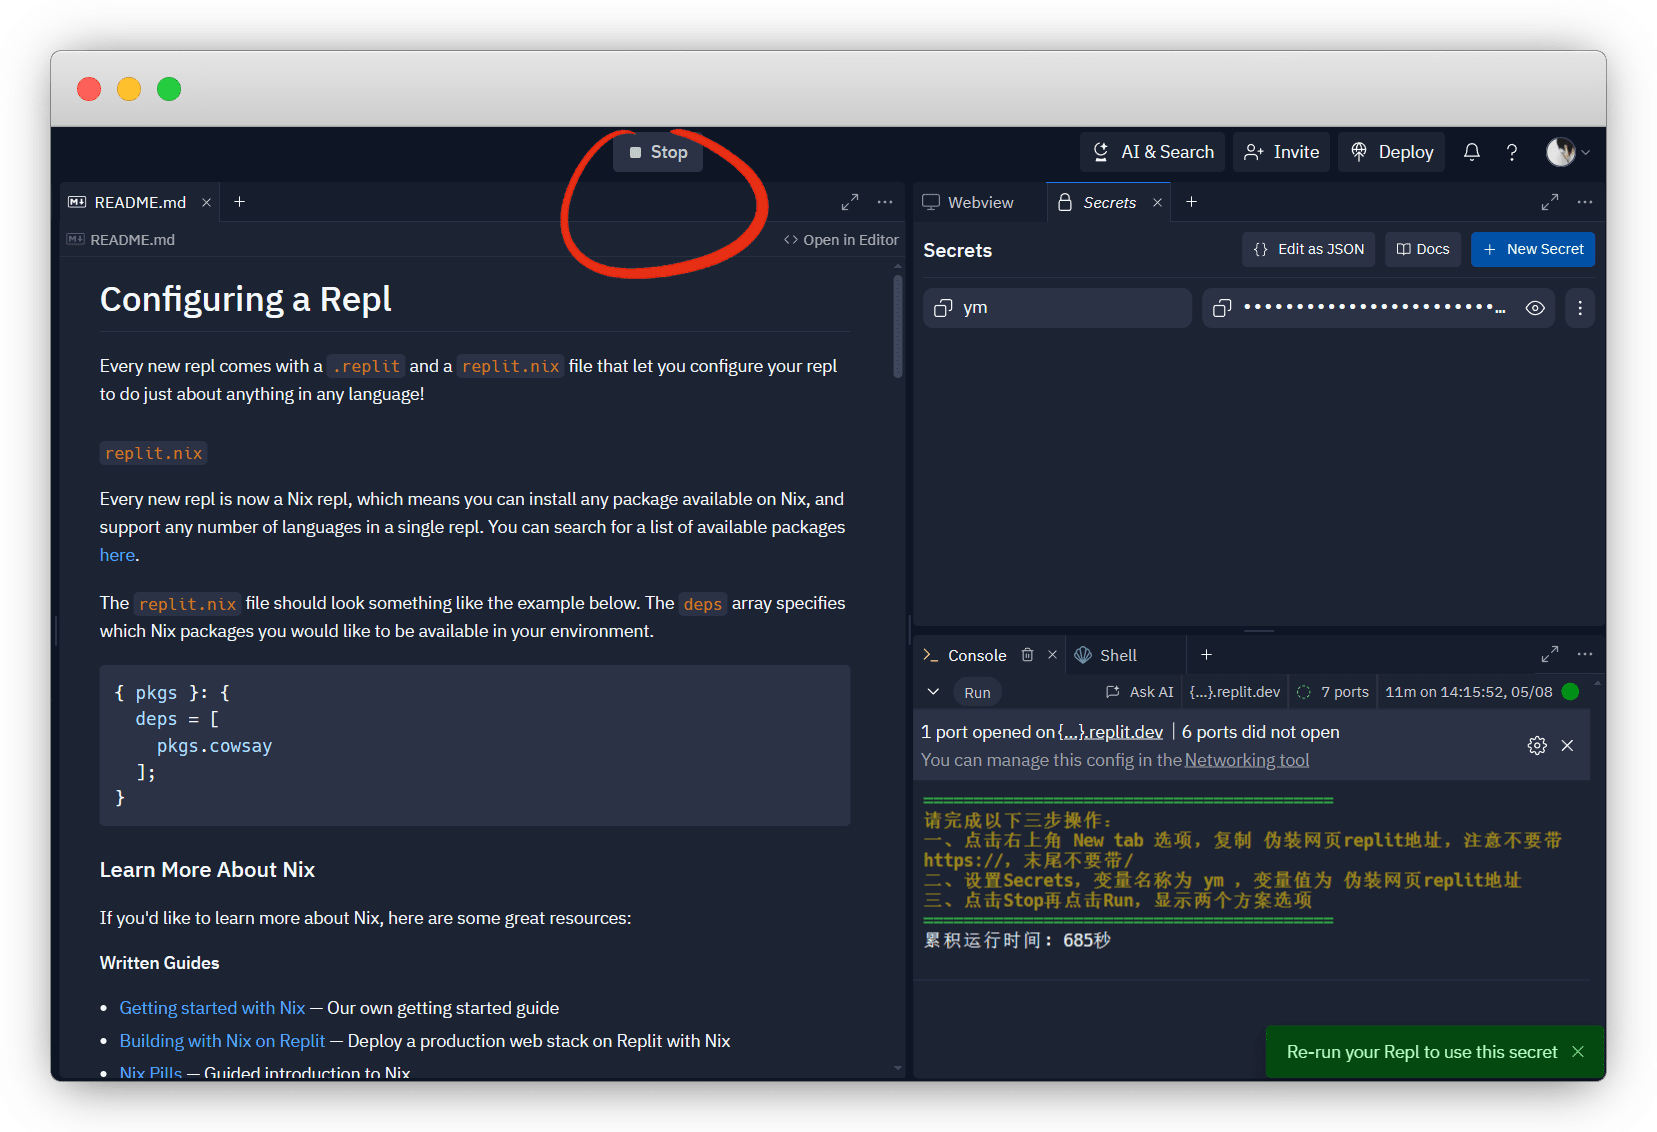 Stop
AI & Search
Invite
Deploy
README.md
README.md
Open in Editor
Configuring a Repl
Every new repl comes with a .replit and a replit.nix file that let you configure your repl
to do just about anything in any language!
replit.nix
Every new repl is now a Nix repl, which means you can install any package available on Nix, and
support any number of languages in a single repl. You can search for a list of available packages
here.
The replit.nix file should look something like the example below. The deps array specifies
which Nix packages you would like to be available in your environment.
{ pkgs }: {
deps = [
pkgs.cowsay
];
}
Learn More About Nix
If you'd like to learn more about Nix, here are some great resources:
Written Guides
• Getting started with Nix — Our own getting started guide
• Building with Nix on Replit — Deploy a production web stack on Replit with Nix
• Nix Pills — Guided introduction to Nix
Webview
Secrets
Secrets
{} Edit as JSON
Docs
+ New Secret
ym
••••••••••••••••••••••••...
Console
Shell
Run
Ask AI
{...}.replit.dev
7 ports
11m on 14:15:52, 05/08
1 port opened on {...}.replit.dev | 6 ports did not open
You can manage this config in the Networking tool
=========================================
请完成以下三步操作：
一、点击右上角 New tab 选项，复制 伪装网页replit地址，注意不要带
https://，末尾不要带/
二、设置Secrets，变量名称为 ym ，变量值为 伪装网页replit地址
三、点击Stop再点击Run，显示两个方案选项
=========================================
累积运行时间：685秒
Re-run your Repl to use this secret